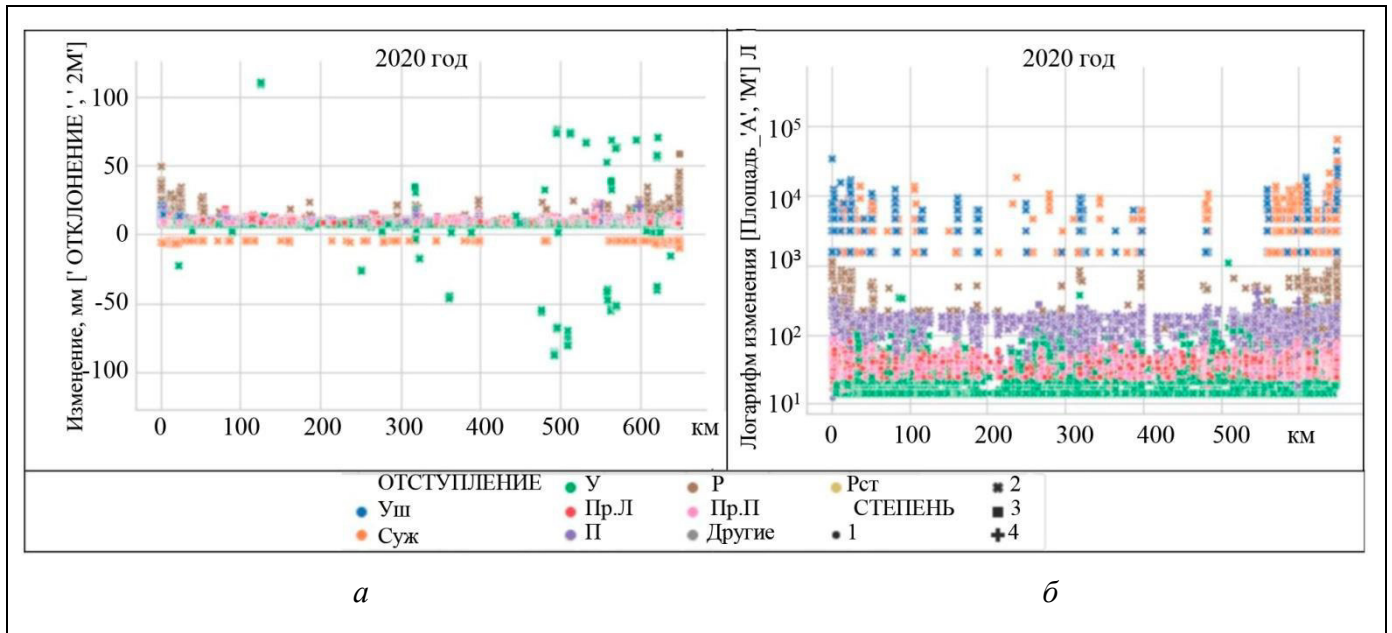 2020 год
Изменение, мм [' ОТКЛОНЕНИЕ ', ' 2М']
100
50
0
-50
-100
0 100 200 300 400 500 600 км
2020 год
Логарифм изменения [Площадь_'А', 'М'] Л
10⁵
10⁴
10³
10²
10¹
0 100 200 300 400 500 км
ОТСТУПЛЕНИЕ У Р Рст 2
Уш Пр.Л Пр.П СТЕПЕНЬ 3
Суж П Другие 1 4
а б